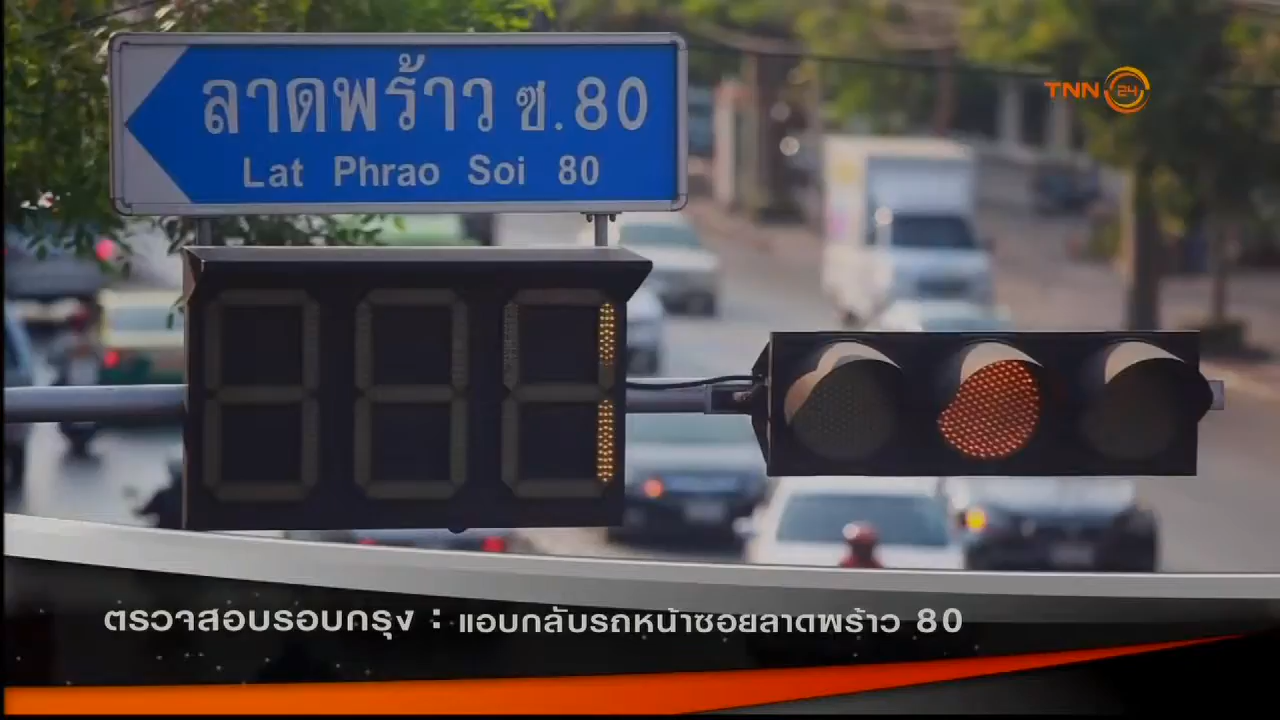 ลาดพร้าว ซ.80
Lat Phrao Soi 80
TNN 24
1
ตรวจสอบรอบกรุง : แอบกลับรถหน้าซอยลาดพร้าว 80